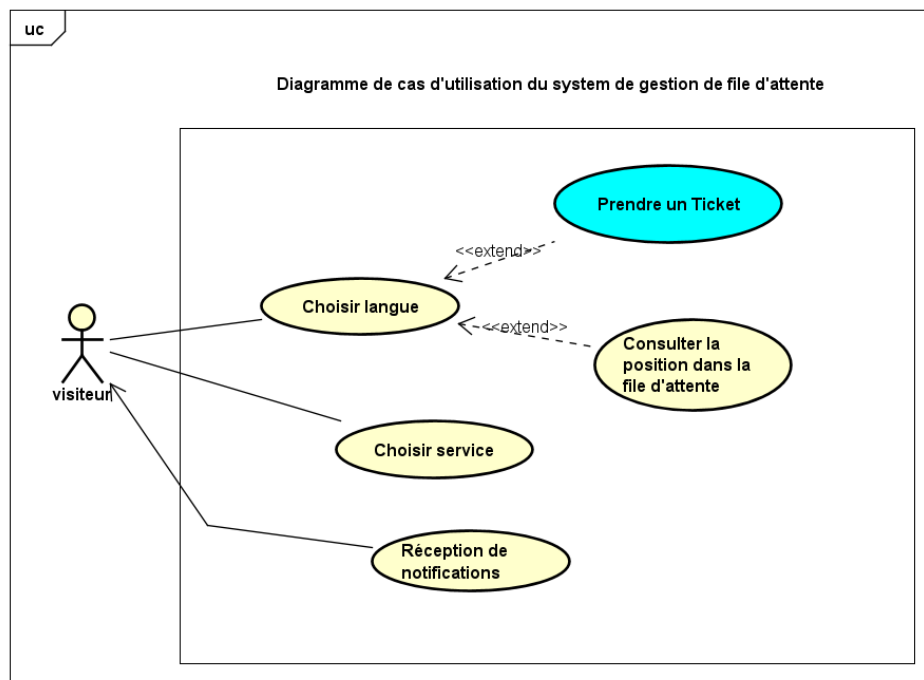 uc
Diagramme de cas d'utilisation du system de gestion de file d'attente
Prendre un Ticket
<<extend>>
Choisir langue
<<extend>>
Consulter la
position dans la
file d'attente
visiteur
Choisir service
Réception de
notifications